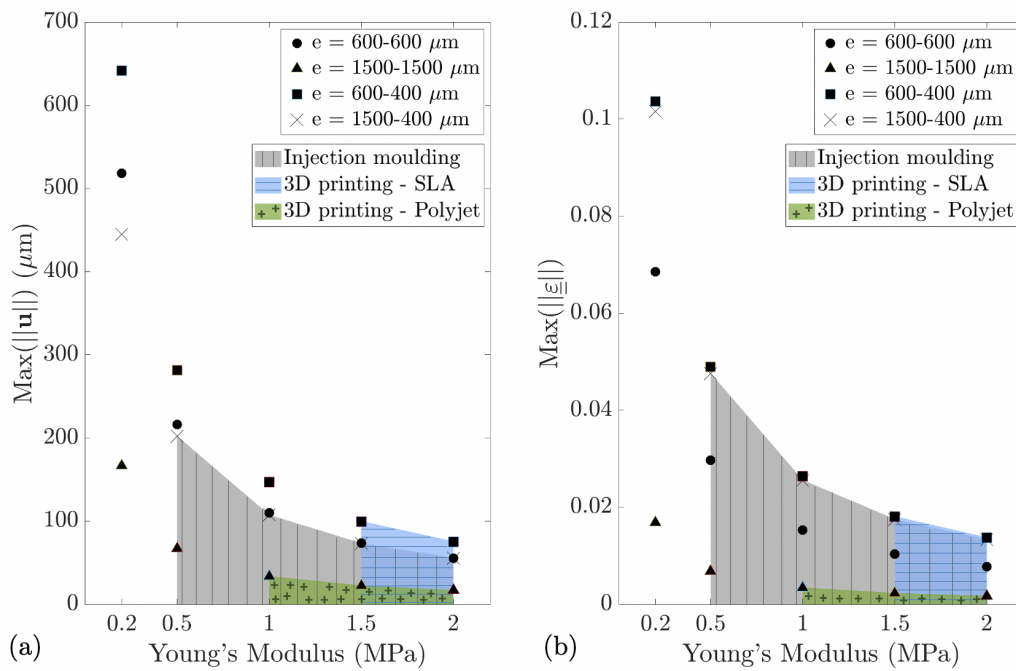 700
600
500
400
300
200
100
0
0.2
0.5
1
1.5
2
Max(||u||) (μm)
Young's Modulus (MPa)
(a)
e = 600-600 μm
e = 1500-1500 μm
e = 600-400 μm
e = 1500-400 μm
Injection moulding
3D printing - SLA
3D printing - Polyjet
0.12
0.1
0.08
0.06
0.04
0.02
0
0.2
0.5
1
1.5
2
Max(||ε||)
Young's Modulus (MPa)
(b)
e = 600-600 μm
e = 1500-1500 μm
e = 600-400 μm
e = 1500-400 μm
Injection moulding
3D printing - SLA
3D printing - Polyjet